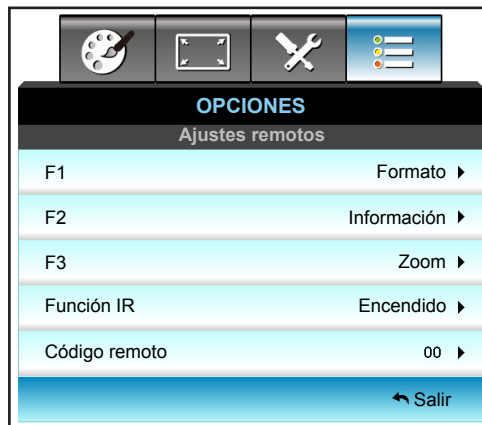 OPCIONES
Ajustes remotos
F1 Formato
F2 Información
F3 Zoom
Función IR Encendido
Código remoto 00
Salir